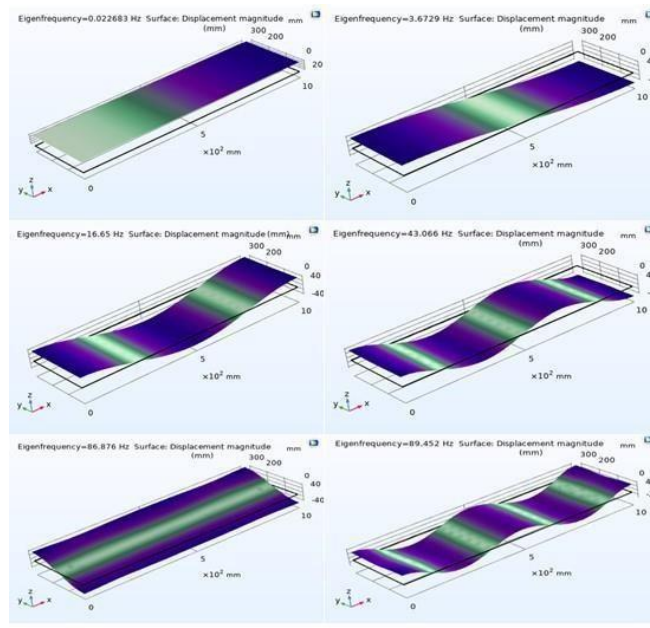 Eigenfrequency=0.022683 Hz Surface: Displacement magnitude mm
(mm)
300
200
0
20
10
5
×10² mm
0
z
y x
Eigenfrequency=3.6729 Hz Surface: Displacement magnitude mm
(mm)
300
200
0
10
5
×10² mm
0
z
y x
Eigenfrequency=16.65 Hz Surface: Displacement magnitude (mm) mm
300
200
0
40
-40
10
5
×10² mm
0
z
y x
Eigenfrequency=43.066 Hz Surface: Displacement magnitude mm
(mm)
300
200
0
40
-40
10
5
×10² mm
0
z
y x
Eigenfrequency=86.876 Hz Surface: Displacement magnitude mm
(mm)
300
200
0
40
-40
10
5
×10² mm
0
z
y x
Eigenfrequency=89.452 Hz Surface: Displacement magnitude mm
(mm)
300
200
0
40
-40
10
5
×10² mm
0
z
y x